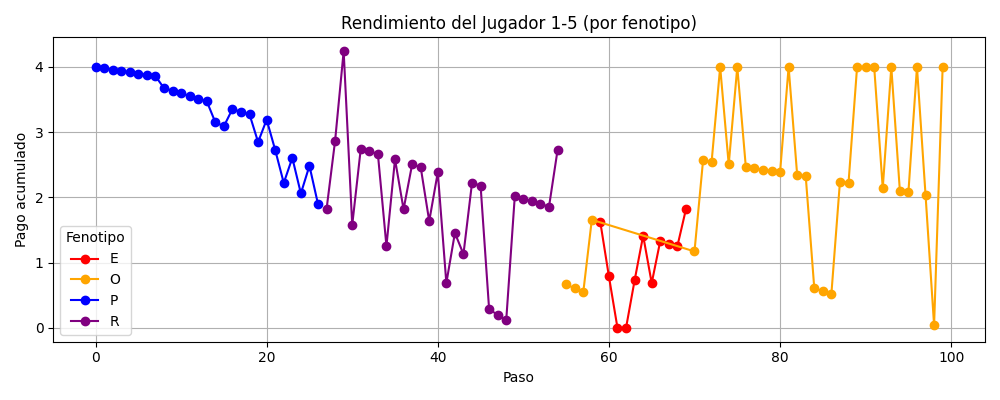 Rendimiento del Jugador 1-5 (por fenotipo)
Pago acumulado
4
3
2
1
0
Fenotipo
E
O
P
R
0 20 40 60 80 100
Paso